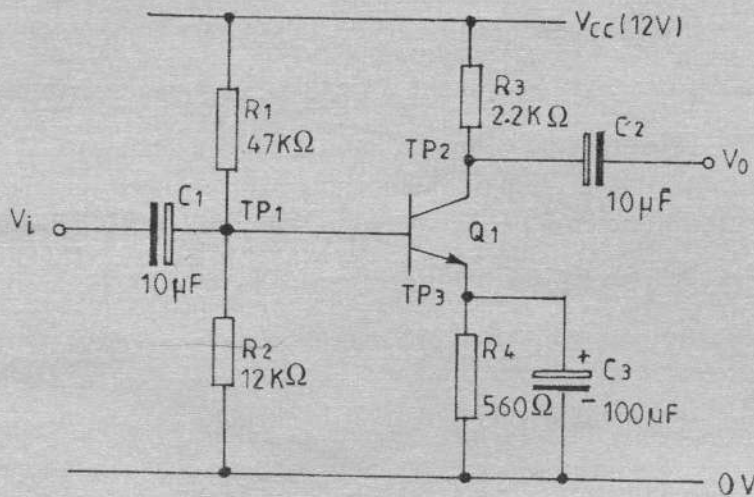 VCC (12V)
R1
47KΩ
R3
2.2KΩ
C2
TP2
Vo
10µF
C1
TP1
Vi
Q1
10µF
TP3
R2
12KΩ
R4
560Ω
+
C3
-
100µF
0V